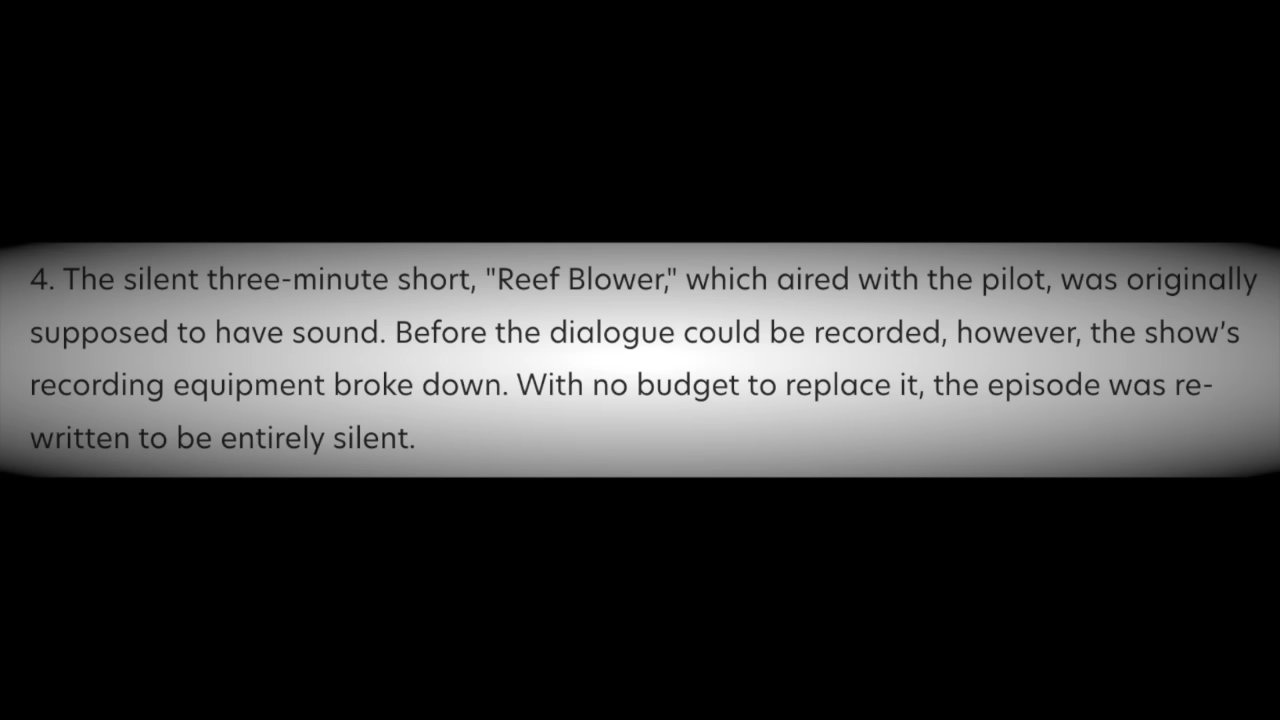 4. The silent three-minute short, "Reef Blower," which aired with the pilot, was originally
supposed to have sound. Before the dialogue could be recorded, however, the show’s
recording equipment broke down. With no budget to replace it, the episode was re-
written to be entirely silent.